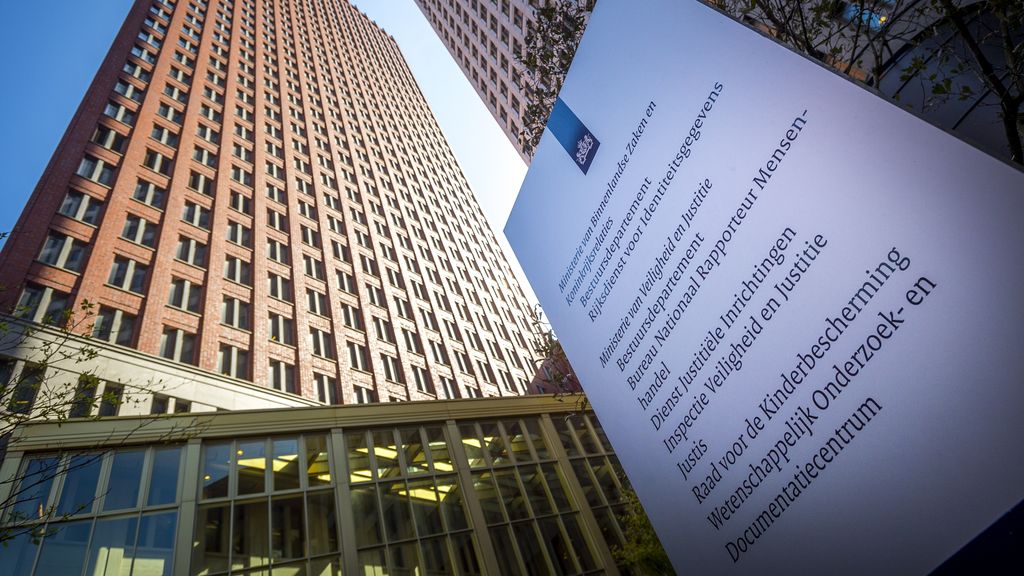 Ministerie van Binnenlandse Zaken en
Koninkrijksrelaties
Bestuursdepartement
Rijksdienst voor Identiteitsgegevens
Ministerie van Veiligheid en Justitie
Bestuursdepartement
Bureau Nationaal Rapporteur Mensen-
handel
Dienst Justitiële Inrichtingen
Inspectie Veiligheid en Justitie
Justis
Raad voor de Kinderbescherming
Wetenschappelijk Onderzoek- en
Documentatiecentrum